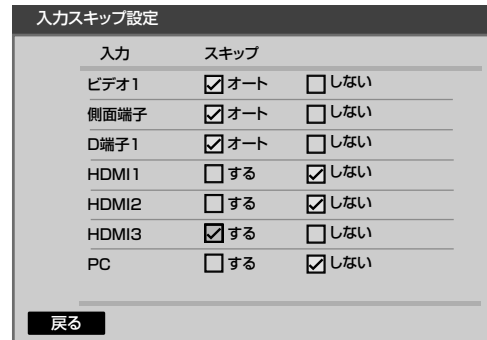 入力スキップ設定
入力 スキップ
ビデオ1 オート しない
側面端子 オート しない
D端子1 オート しない
HDMI1 する しない
HDMI2 する しない
HDMI3 する しない
PC する しない
戻る